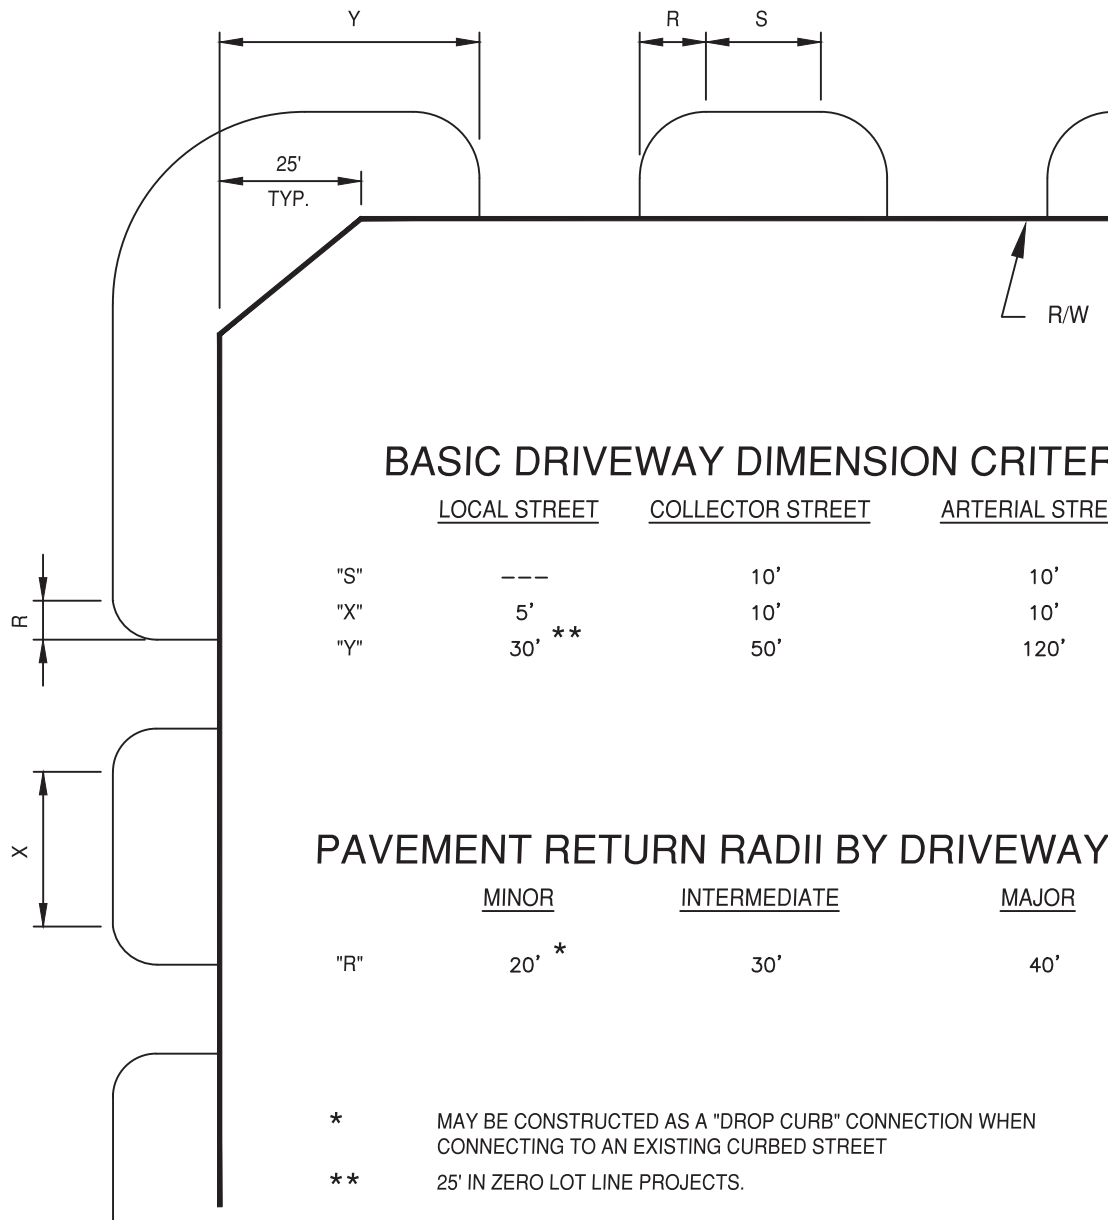 Y
R S
25'
TYP.
R/W
BASIC DRIVEWAY DIMENSION CRITER
LOCAL STREET COLLECTOR STREET ARTERIAL STRE
"S" --- 10' 10'
"X" 5' 10' 10'
"Y" 30' ** 50' 120'
R
X
PAVEMENT RETURN RADII BY DRIVEWAY
MINOR INTERMEDIATE MAJOR
"R" 20' * 30' 40'
* MAY BE CONSTRUCTED AS A "DROP CURB" CONNECTION WHEN
CONNECTING TO AN EXISTING CURBED STREET
** 25' IN ZERO LOT LINE PROJECTS.